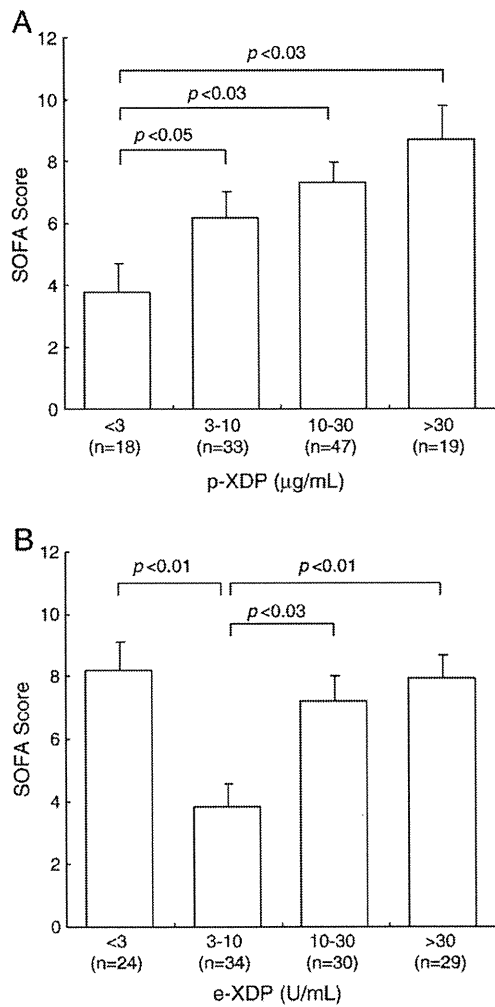 A
12
10
8
6
4
2
0
SOFA Score
p<0.03
p<0.03
p<0.05
<3 3-10 10-30 >30
(n=18) (n=33) (n=47) (n=19)
p-XDP (μg/mL)
B
12
10
8
6
4
2
0
SOFA Score
p<0.01 p<0.01
p<0.03
<3 3-10 10-30 >30
(n=24) (n=34) (n=30) (n=29)
e-XDP (U/mL)